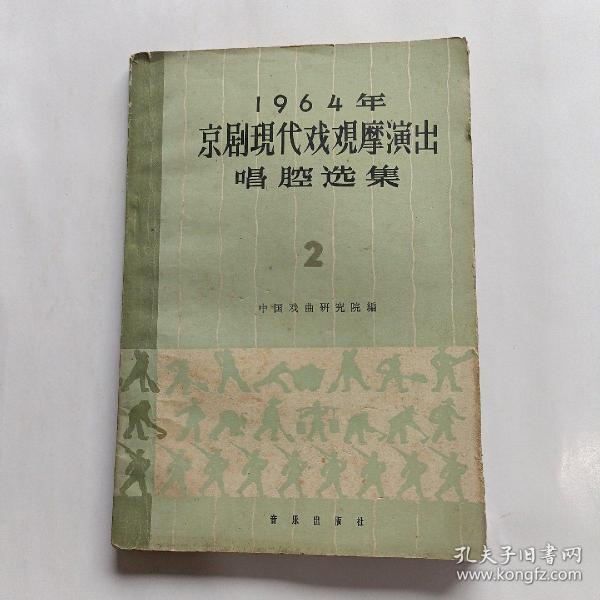 1964年
京剧現代戏观摩演出
唱腔选集
2
中国戏曲研究院編
音乐出版社
孔夫子旧书网
www.kongfz.com